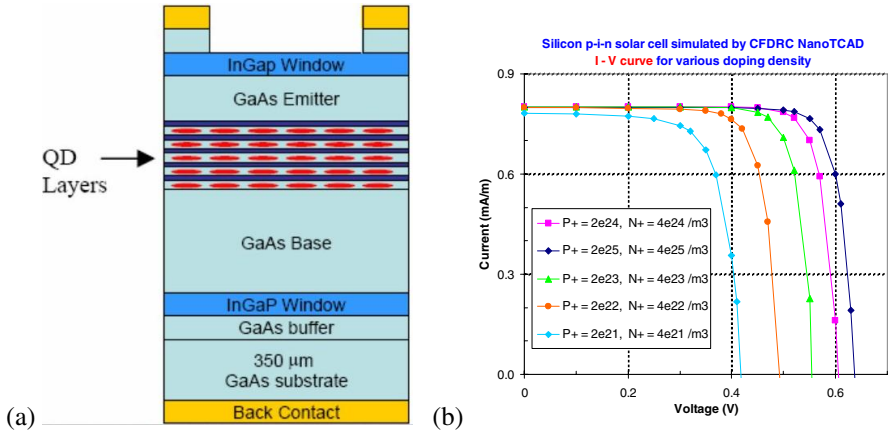 InGap Window
GaAs Emitter
QD
Layers
GaAs Base
InGaP Window
GaAs buffer
350 μm
GaAs substrate
Back Contact
(a)
Silicon p-i-n solar cell simulated by CFDRC NanoTCAD
I - V curve for various doping density
0.9
0.6
0.3
0.0
Current (mA/m)
P+ = 2e24, N+ = 4e24 /m3
P+ = 2e25, N+ = 4e25 /m3
P+ = 2e23, N+ = 4e23 /m3
P+ = 2e22, N+ = 4e22 /m3
P+ = 2e21, N+ = 4e21 /m3
0 0.2 0.4 0.6
Voltage (V)
(b)